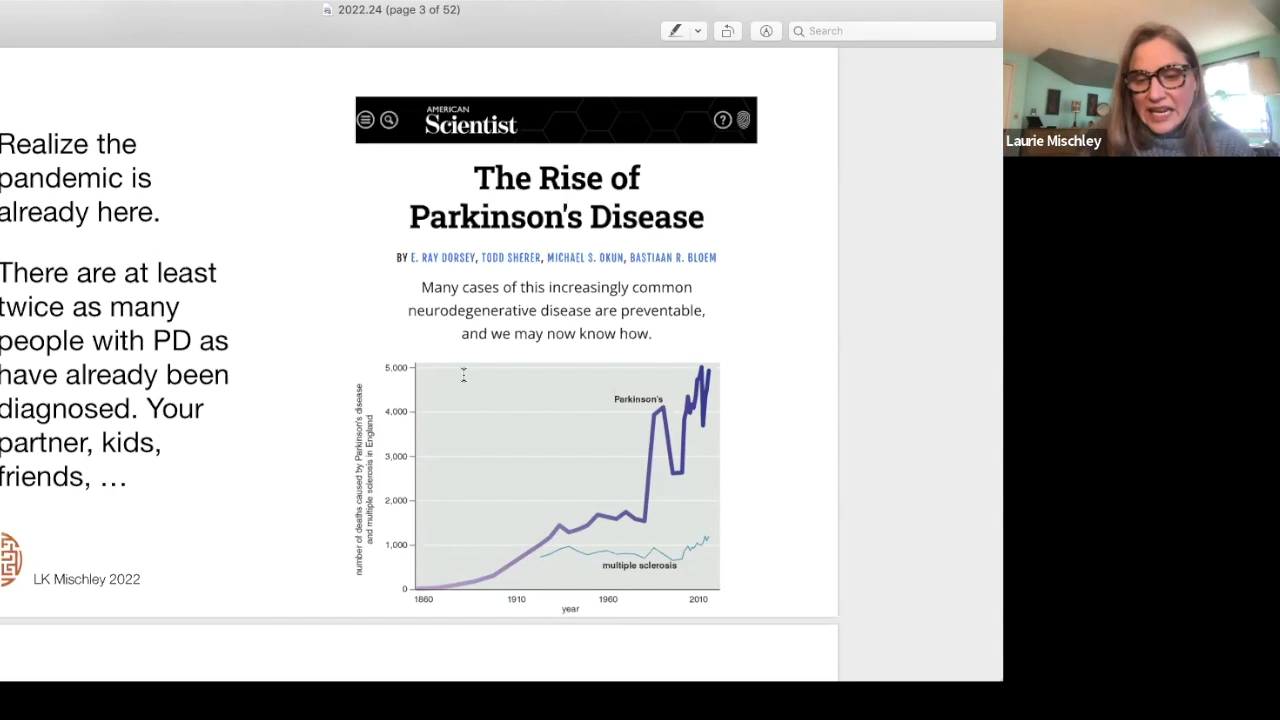 2022.24 (page 3 of 52)
Search
Laurie Mischley
Realize the
pandemic is
already here.
There are at least
twice as many
people with PD as
have already been
diagnosed. Your
partner, kids,
friends, …
LK Mischley 2022
AMERICAN
Scientist
?
The Rise of
Parkinson's Disease
BY E. RAY DORSEY, TODD SHERER, MICHAEL S. OKUN, BASTIAAN R. BLOEM
Many cases of this increasingly common
neurodegenerative disease are preventable,
and we may now know how.
number of deaths caused by Parkinson's disease
and multiple sclerosis in England
5,000
4,000
3,000
2,000
1,000
0
Parkinson's
multiple sclerosis
1860 1910 1960 2010
year